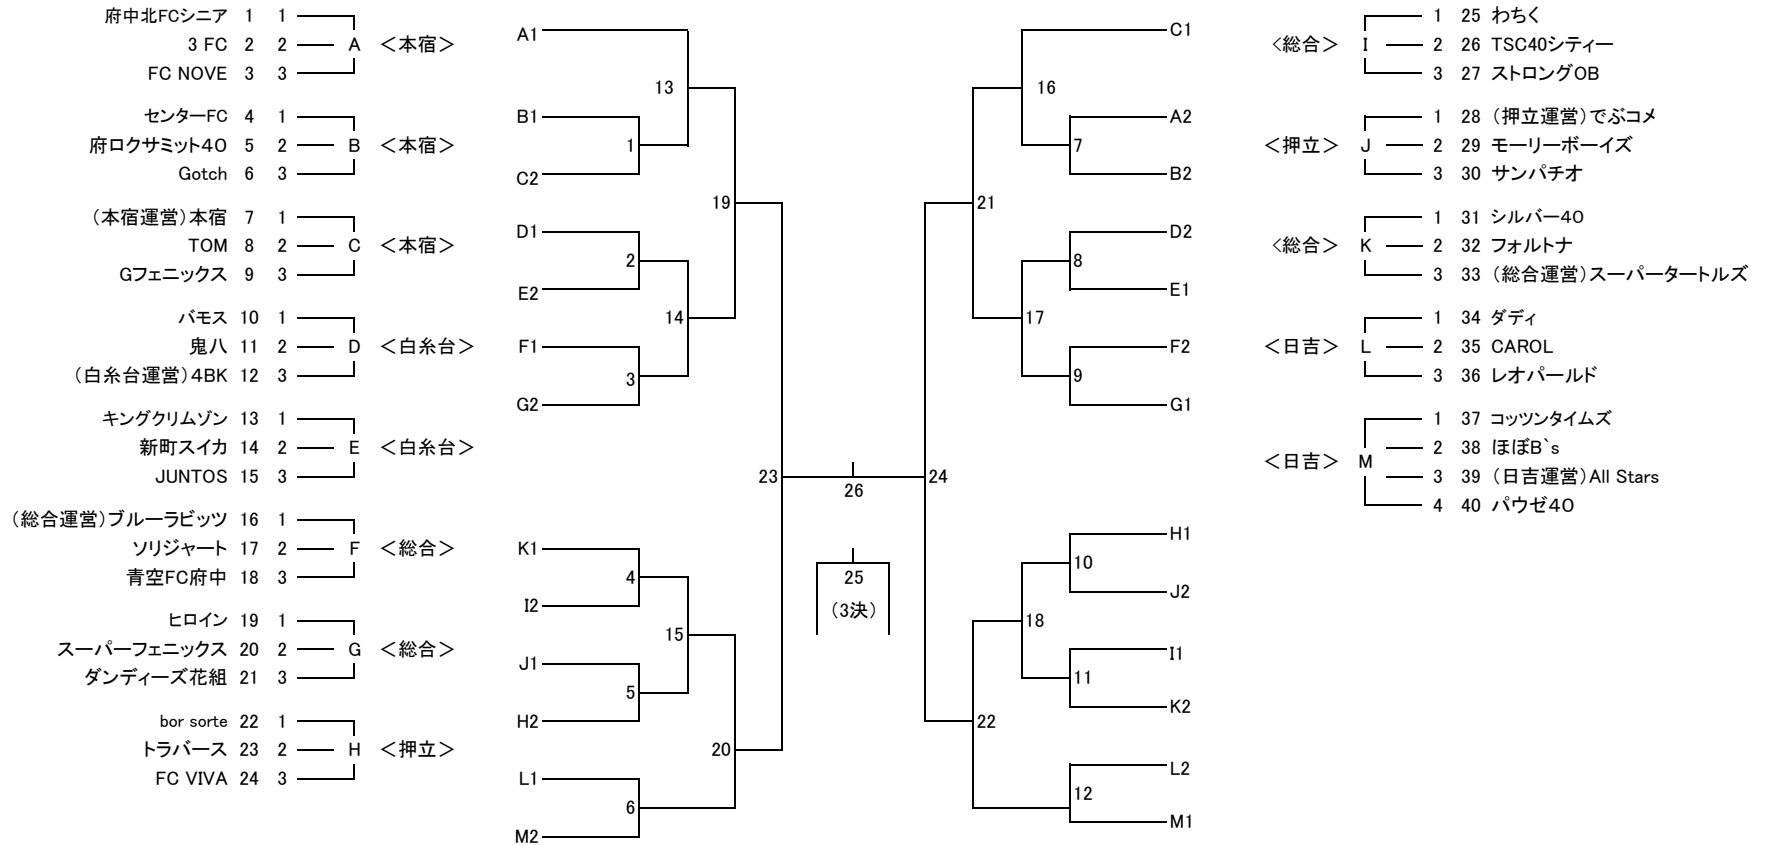 府中北FCシニア 1 1
3 FC 2 2 A <本宿>
FC NOVE 3 3
センターFC 4 1
府ロクサミット40 5 2 B <本宿>
Gotch 6 3
(本宿運営)本宿 7 1
TOM 8 2 C <本宿>
Gフェニックス 9 3
バモス 10 1
鬼八 11 2 D <白糸台>
(白糸台運営)4BK 12 3
キングクリムゾン 13 1
新町スイカ 14 2 E <白糸台>
JUNTOS 15 3
(総合運営)ブルーラビッツ 16 1
ソリジャート 17 2 F <総合>
青空FC府中 18 3
ヒロイン 19 1
スーパーフェニックス 20 2 G <総合>
ダンディーズ花組 21 3
bor sorte 22 1
トラバース 23 2 H <押立>
FC VIVA 24 3
A1
13
B1
1
C2
19
D1
2
E2
14
F1
3
G2
23
K1
4
I2
15
J1
5
H2
20
L1
6
M2
26
25
(3決)
C1
16
A2
7
B2
21
D2
8
E1
17
F2
9
G1
24
H1
10
J2
18
I1
11
K2
22
L2
12
M1
1 25 わちく
<総合> I 2 26 TSC40シティー
3 27 ストロングOB
1 28 (押立運営)でぶコメ
<押立> J 2 29 モーリーボーイズ
3 30 サンパチオ
1 31 シルバー40
<総合> K 2 32 フォルトナ
3 33 (総合運営)スーパータートルズ
1 34 ダディ
<日吉> L 2 35 CAROL
3 36 レオパールド
1 37 コッツンタイムズ
2 38 ほぼB`s
<日吉> M
3 39 (日吉運営)All Stars
4 40 パウゼ40